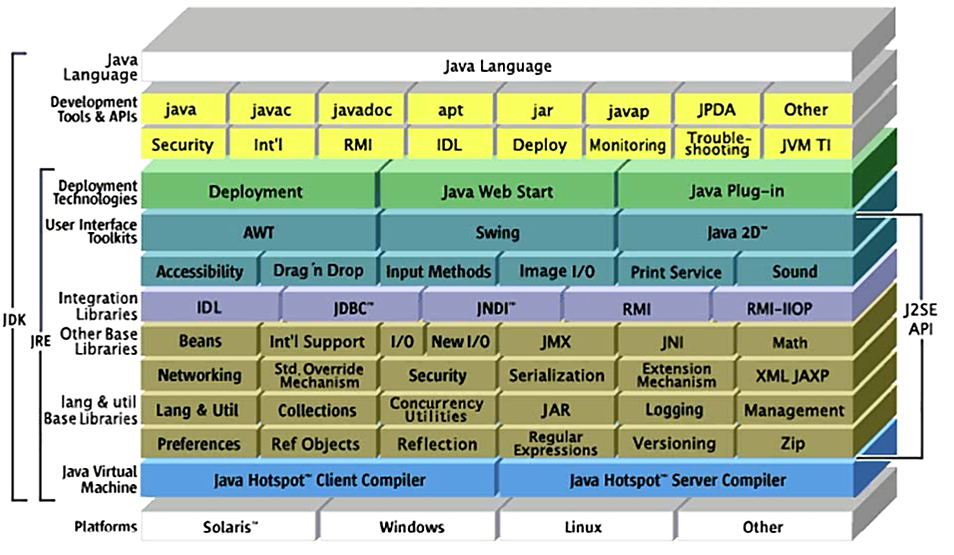 Java
Language
Java Language
Development
Tools & APIs
java javac javadoc apt jar javap JPDA Other
Security Int'l RMI IDL Deploy Monitoring Trouble-
shooting JVM TI
Deployment
Technologies
Deployment Java Web Start Java Plug-in
User Interface
Toolkits
AWT Swing Java 2D™
Accessibility Drag 'n Drop Input Methods Image I/O Print Service Sound
Integration
Libraries
IDL JDBC™ JNDI™ RMI RMI-IIOP
JDK
JRE
J2SE
API
Other Base
Libraries
Beans Int'l Support I/O New I/O JMX JNI Math
Networking Std. Override
Mechanism Security Serialization Extension
Mechanism XML JAXP
lang & util
Base Libraries
Lang & Util Collections Concurrency
Utilities JAR Logging Management
Preferences Ref Objects Reflection Regular
Expressions Versioning Zip
Java Virtual
Machine
Java Hotspot™ Client Compiler Java Hotspot™ Server Compiler
Platforms
Solaris™ Windows Linux Other